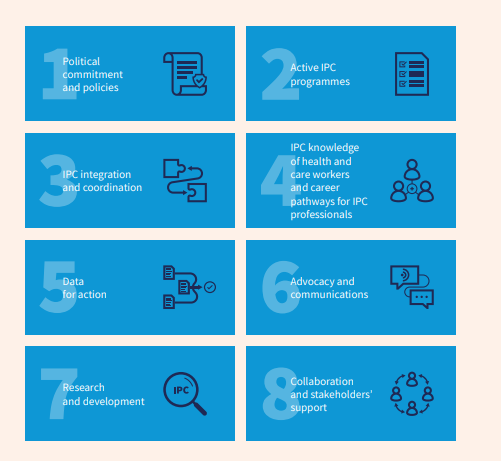 1
Political
commitment
and policies
2
Active IPC
programmes
3
IPC integration
and coordination
4
IPC knowledge
of health and
care workers
and career
pathways for IPC
professionals
5
Data
for action
6
Advocacy and
communications
7
Research
and development
IPC
8
Collaboration
and stakeholders'
support